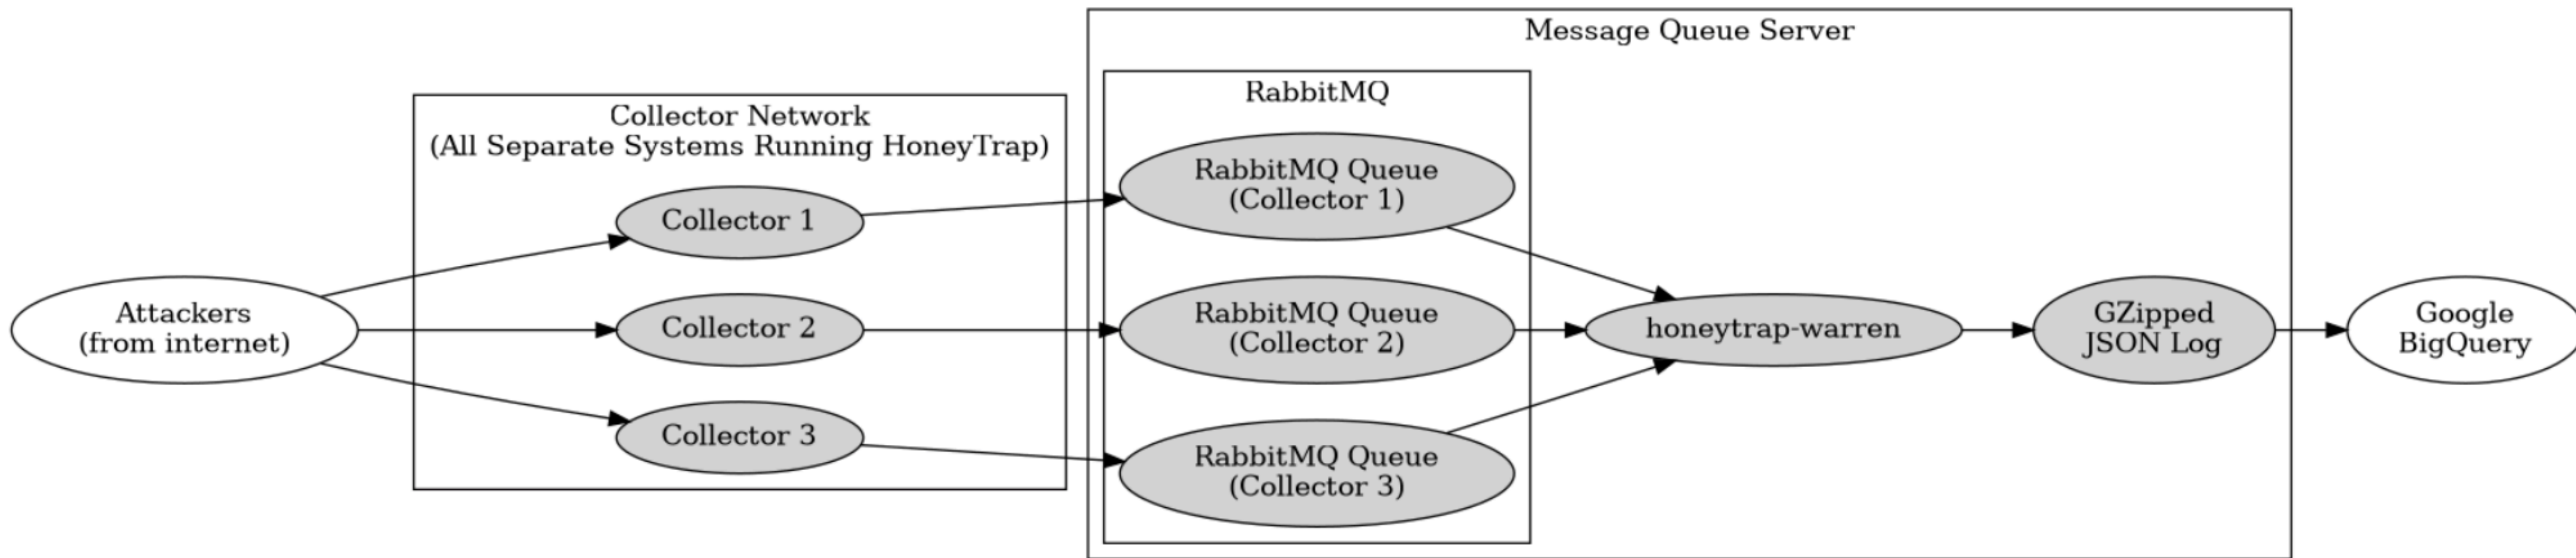 Message Queue Server
RabbitMQ
Collector Network
(All Separate Systems Running HoneyTrap)
RabbitMQ Queue
(Collector 1)
Collector 1
Attackers
(from internet)
Collector 2
RabbitMQ Queue
(Collector 2)
honeytrap-warren
GZipped
JSON Log
Google
BigQuery
Collector 3
RabbitMQ Queue
(Collector 3)